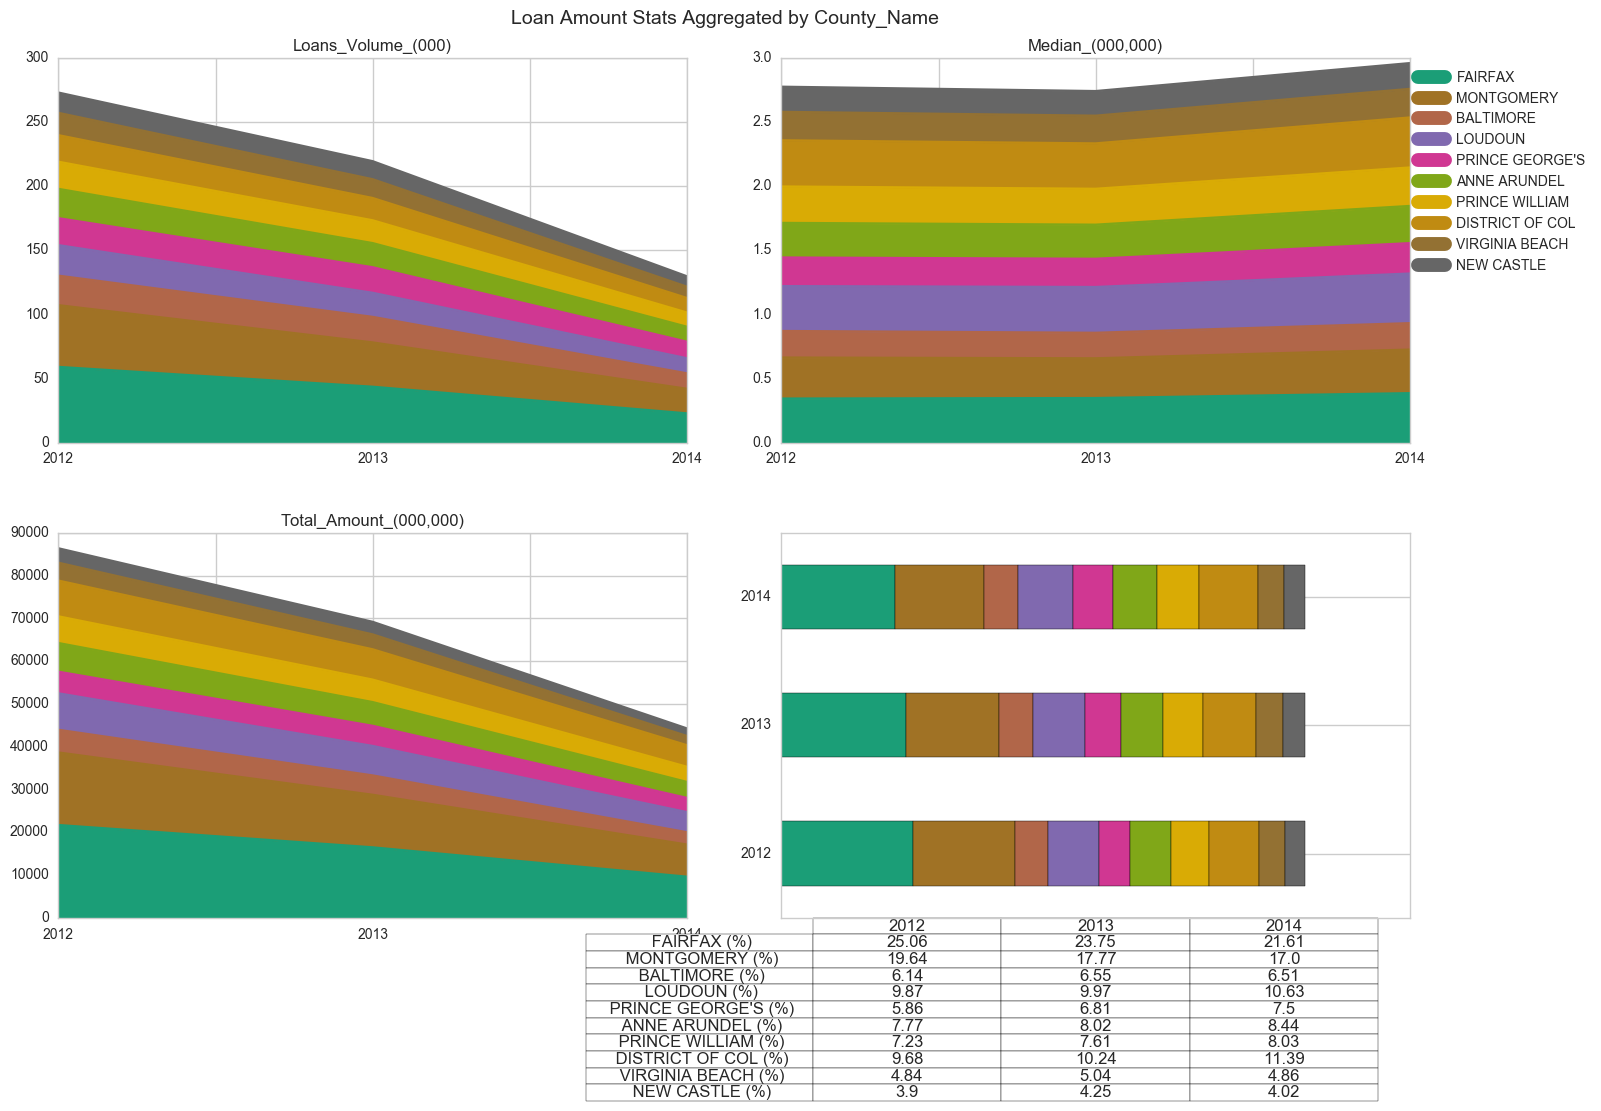 Loan Amount Stats Aggregated by County_Name
Loans_Volume_(000)
300
250
200
150
100
50
0
2012 2013 2014
Median_(000,000)
3.0
2.5
2.0
1.5
1.0
0.5
0.0
2012 2013 2014
FAIRFAX
MONTGOMERY
BALTIMORE
LOUDOUN
PRINCE GEORGE'S
ANNE ARUNDEL
PRINCE WILLIAM
DISTRICT OF COL
VIRGINIA BEACH
NEW CASTLE
Total_Amount_(000,000)
90000
80000
70000
60000
50000
40000
30000
20000
10000
0
2012 2013 2014
2014
2013
2012
2012 2013 2014
FAIRFAX (%) 25.06 23.75 21.61
MONTGOMERY (%) 19.64 17.77 17.0
BALTIMORE (%) 6.14 6.55 6.51
LOUDOUN (%) 9.87 9.97 10.63
PRINCE GEORGE'S (%) 5.86 6.81 7.5
ANNE ARUNDEL (%) 7.77 8.02 8.44
PRINCE WILLIAM (%) 7.23 7.61 8.03
DISTRICT OF COL (%) 9.68 10.24 11.39
VIRGINIA BEACH (%) 4.84 5.04 4.86
NEW CASTLE (%) 3.9 4.25 4.02